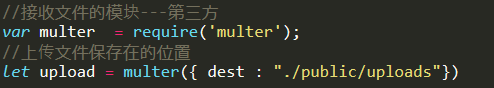 //接收文件的模块---第三方
var multer  = require('multer');
//上传文件保存在的位置
let upload = multer({ dest : "./public/uploads"})